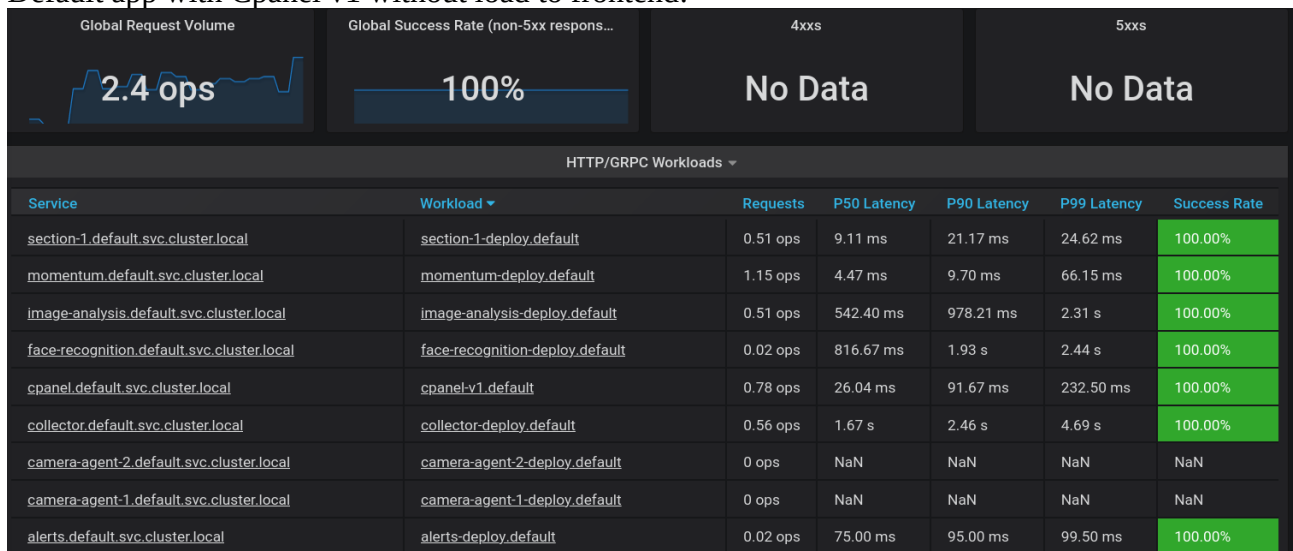 Default app with Cpanel v1 without load to frontend:
Global Request Volume
Global Success Rate (non-5xx respons...
4xxs
5xxs
2.4 ops
100%
No Data
No Data
HTTP/GRPC Workloads
Service Workload Requests P50 Latency P90 Latency P99 Latency Success Rate
section-1.default.svc.cluster.local section-1-deploy.default 0.51 ops 9.11 ms 21.17 ms 24.62 ms 100.00%
momentum.default.svc.cluster.local momentum-deploy.default 1.15 ops 4.47 ms 9.70 ms 66.15 ms 100.00%
image-analysis.default.svc.cluster.local image-analysis-deploy.default 0.51 ops 542.40 ms 978.21 ms 2.31 s 100.00%
face-recognition.default.svc.cluster.local face-recognition-deploy.default 0.02 ops 816.67 ms 1.93 s 2.44 s 100.00%
cpanel.default.svc.cluster.local cpanel-v1.default 0.78 ops 26.04 ms 91.67 ms 232.50 ms 100.00%
collector.default.svc.cluster.local collector-deploy.default 0.56 ops 1.67 s 2.46 s 4.69 s 100.00%
camera-agent-2.default.svc.cluster.local camera-agent-2-deploy.default 0 ops NaN NaN NaN NaN
camera-agent-1.default.svc.cluster.local camera-agent-1-deploy.default 0 ops NaN NaN NaN NaN
alerts.default.svc.cluster.local alerts-deploy.default 0.02 ops 75.00 ms 95.00 ms 99.50 ms 100.00%